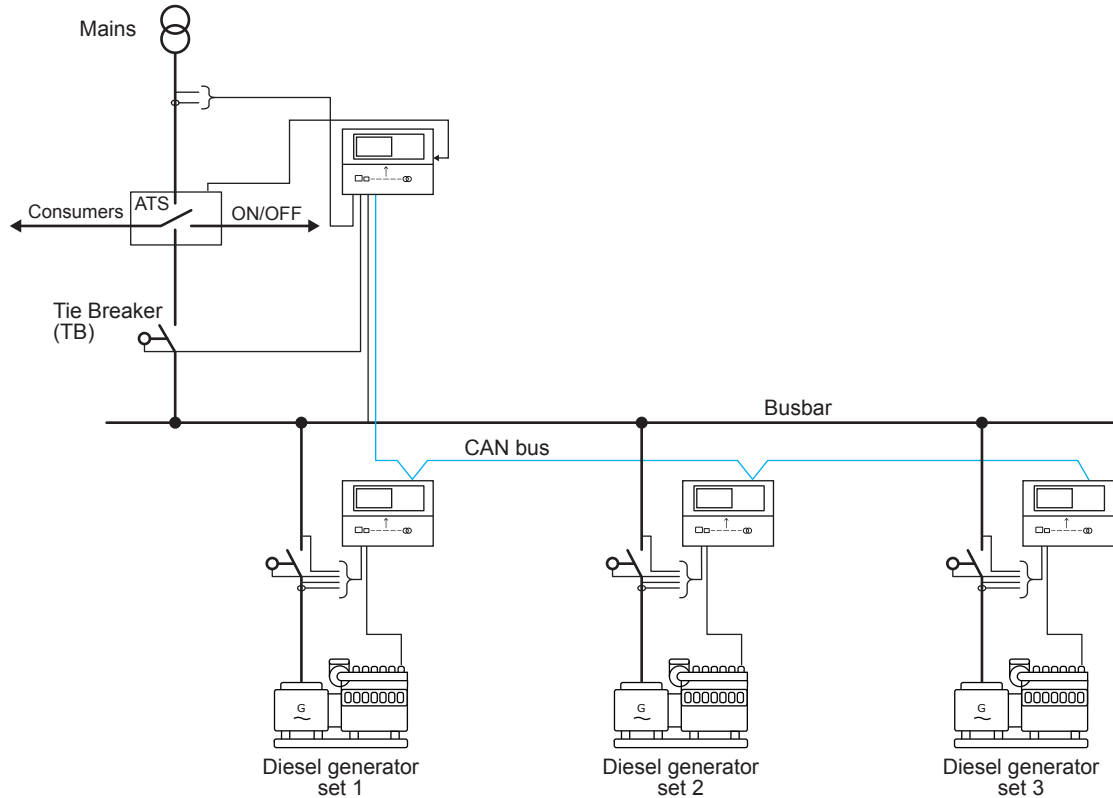 Mains
ATS
Consumers
ON/OFF
Tie Breaker
(TB)
Busbar
CAN bus
G
G
G
Diesel generator
set 1
Diesel generator
set 2
Diesel generator
set 3